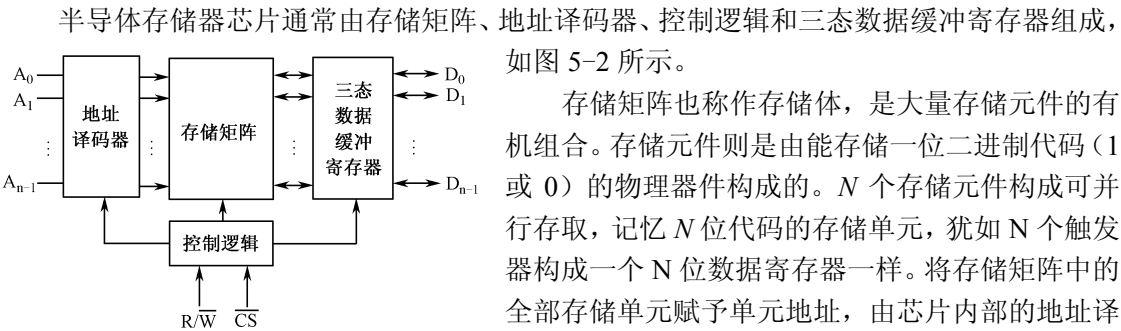 半导体存储器芯片通常由存储矩阵、地址译码器、控制逻辑和三态数据缓冲寄存器组成，
如图 5-2 所示。
存储矩阵也称作存储体，是大量存储元件的有
机组合。存储元件则是由能存储一位二进制代码（1
或 0）的物理器件构成的。N 个存储元件构成可并
行存取，记忆 N 位代码的存储单元，犹如 N 个触发
器构成一个 N 位数据寄存器一样。将存储矩阵中的
全部存储单元赋予单元地址，由芯片内部的地址译
A₀
A₁
⋮
Aₙ₋₁
地址
译码器
⋮
存储矩阵
⋮
三态
数据
缓冲
寄存器
D₀
D₁
⋮
Dₙ₋₁
控制逻辑
R/W̅
C̅S̅